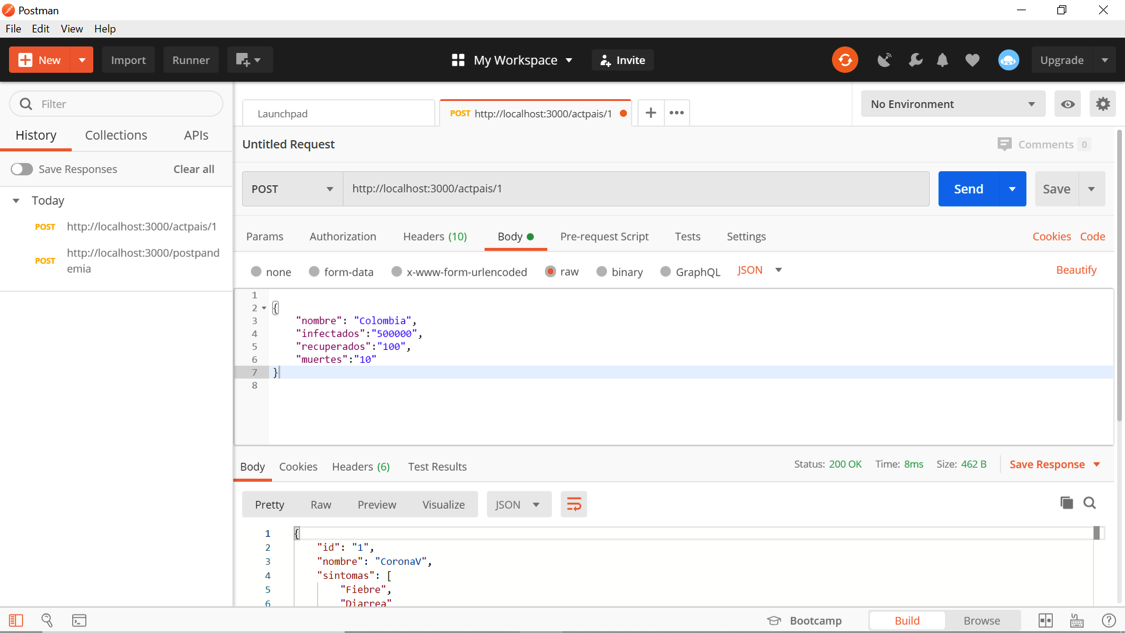 Postman
File Edit View Help
New Import Runner My Workspace Invite Upgrade
Filter
History Collections APIs
Save Responses Clear all
Today
POST http://localhost:3000/actpais/1
POST http://localhost:3000/postpand
emia
Launchpad POST http://localhost:3000/actpais/1
No Environment
Untitled Request Comments 0
POST http://localhost:3000/actpais/1 Send Save
Params Authorization Headers (10) Body Pre-request Script Tests Settings Cookies Code
none form-data x-www-form-urlencoded raw binary GraphQL JSON Beautify
1
2 {
3 "nombre": "Colombia",
4 "infectados":"500000",
5 "recuperados":"100",
6 "muertes":"10"
7 }
8
Body Cookies Headers (6) Test Results Status: 200 OK Time: 8ms Size: 462 B Save Response
Pretty Raw Preview Visualize JSON
1 {
2 "id": "1",
3 "nombre": "CoronaV",
4 "sintomas": [
5 "Fiebre",
6 "Diarrea"
Bootcamp Build Browse